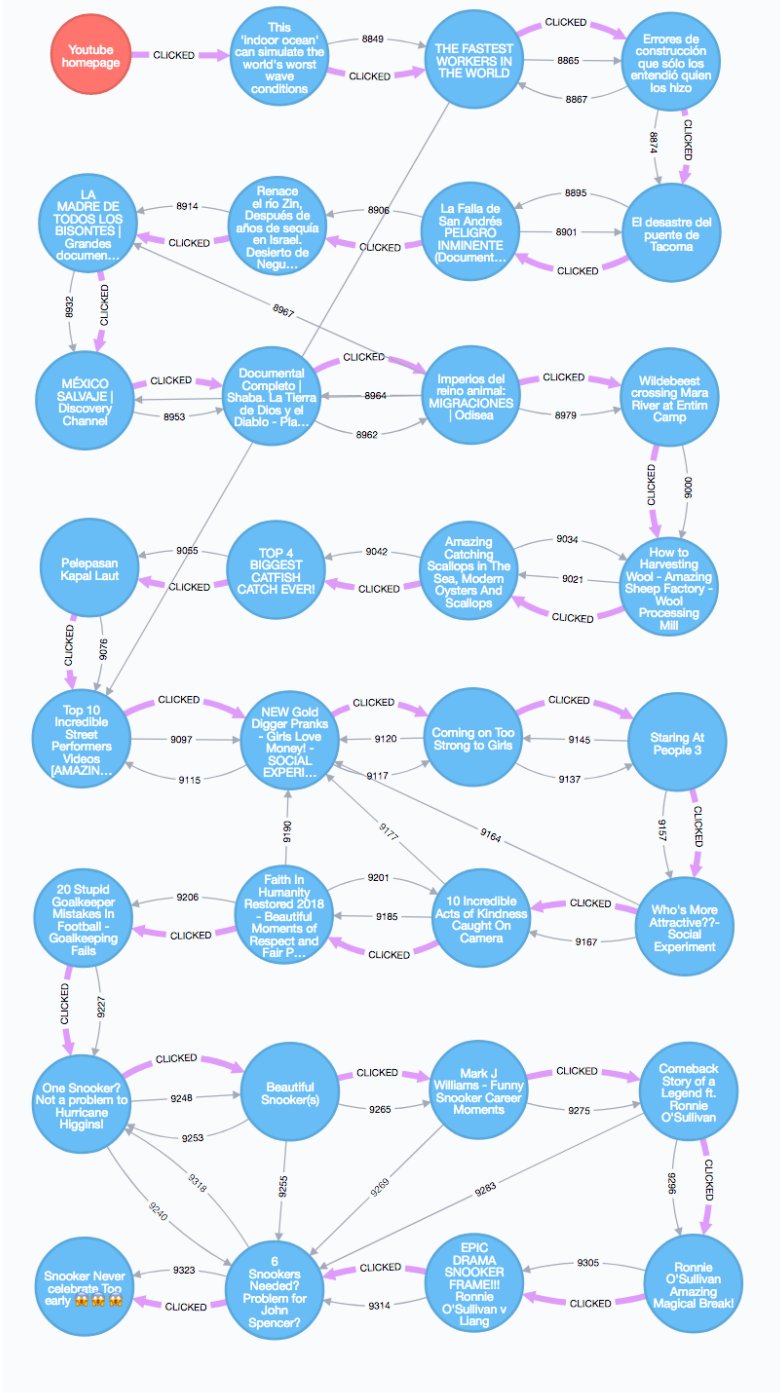 Youtube
homepage
CLICKED
This
'indoor ocean'
can simulate the
world's worst
wave
conditions
8849
CLICKED
THE FASTEST
WORKERS IN
THE WORLD
CLICKED
8865
8867
Errores de
construcción
que sólo los
entendió quien
los hizo
8874
CLICKED
LA
MADRE DE
TODOS LOS
BISONTES |
Grandes
documen...
8914
CLICKED
Renace
el río Zin,
Después de
años de sequía
en Israel.
Desierto de
Negu...
8906
CLICKED
La Falla de
San Andrés
PELIGRO
INMINENTE
(Document...
8895
8901
CLICKED
El desastre del
puente de
Tacoma
8932
CLICKED
8967
MÉXICO
SALVAJE |
Discovery
Channel
CLICKED
8953
Documental
Completo |
Shaba. La Tierra
de Dios y el
Diablo - Pla...
CLICKED
8964
8962
Imperios del
reino animal:
MIGRACIONES
| Odisea
CLICKED
8979
Wildebeest
crossing Mara
River at Entim
Camp
CLICKED
9000
Pelepasan
Kapal Laut
9055
CLICKED
TOP 4
BIGGEST
CATFISH
CATCH EVER!
9042
CLICKED
Amazing
Catching
Scallops in The
Sea, Modern
Oysters And
Scallops
9034
9021
CLICKED
How to
Harvesting
Wool - Amazing
Sheep Factory -
Wool
Processing
Mill
CLICKED
9076
Top 10
Incredible
Street
Performers
Videos
[AMAZIN...
CLICKED
9097
9115
NEW Gold
Digger Pranks
- Girls Love
Money! -
SOCIAL
EXPERI...
CLICKED
9120
9117
Coming on Too
Strong to Girls
CLICKED
9145
9137
Staring At
People 3
9157
CLICKED
9190
9177
9164
20 Stupid
Goalkeeper
Mistakes In
Football -
Goalkeeping
Fails
9206
CLICKED
Faith In
Humanity
Restored 2018
- Beautiful
Moments of
Respect and
Fair P...
9201
9185
CLICKED
10 Incredible
Acts of Kindness
Caught On
Camera
CLICKED
9167
Who's More
Attractive??-
Social
Experiment
CLICKED
9227
One Snooker?
Not a problem to
Hurricane
Higgins!
CLICKED
9248
9253
Beautiful
Snooker(s)
CLICKED
9265
Mark J
Williams - Funny
Snooker Career
Moments
CLICKED
9275
Comeback
Story of a
Legend ft.
Ronnie
O'Sullivan
9240
9318
9255
9269
9283
9296
CLICKED
Snooker Never
celebrate Too
early 😱😱😱
9323
CLICKED
6
Snookers
Needed?
Problem for
John
Spencer?
CLICKED
9314
EPIC
DRAMA
SNOOKER
FRAME!!!
Ronnie
O'Sullivan v
Liang
9305
CLICKED
Ronnie
O'Sullivan
Amazing
Magical Break!